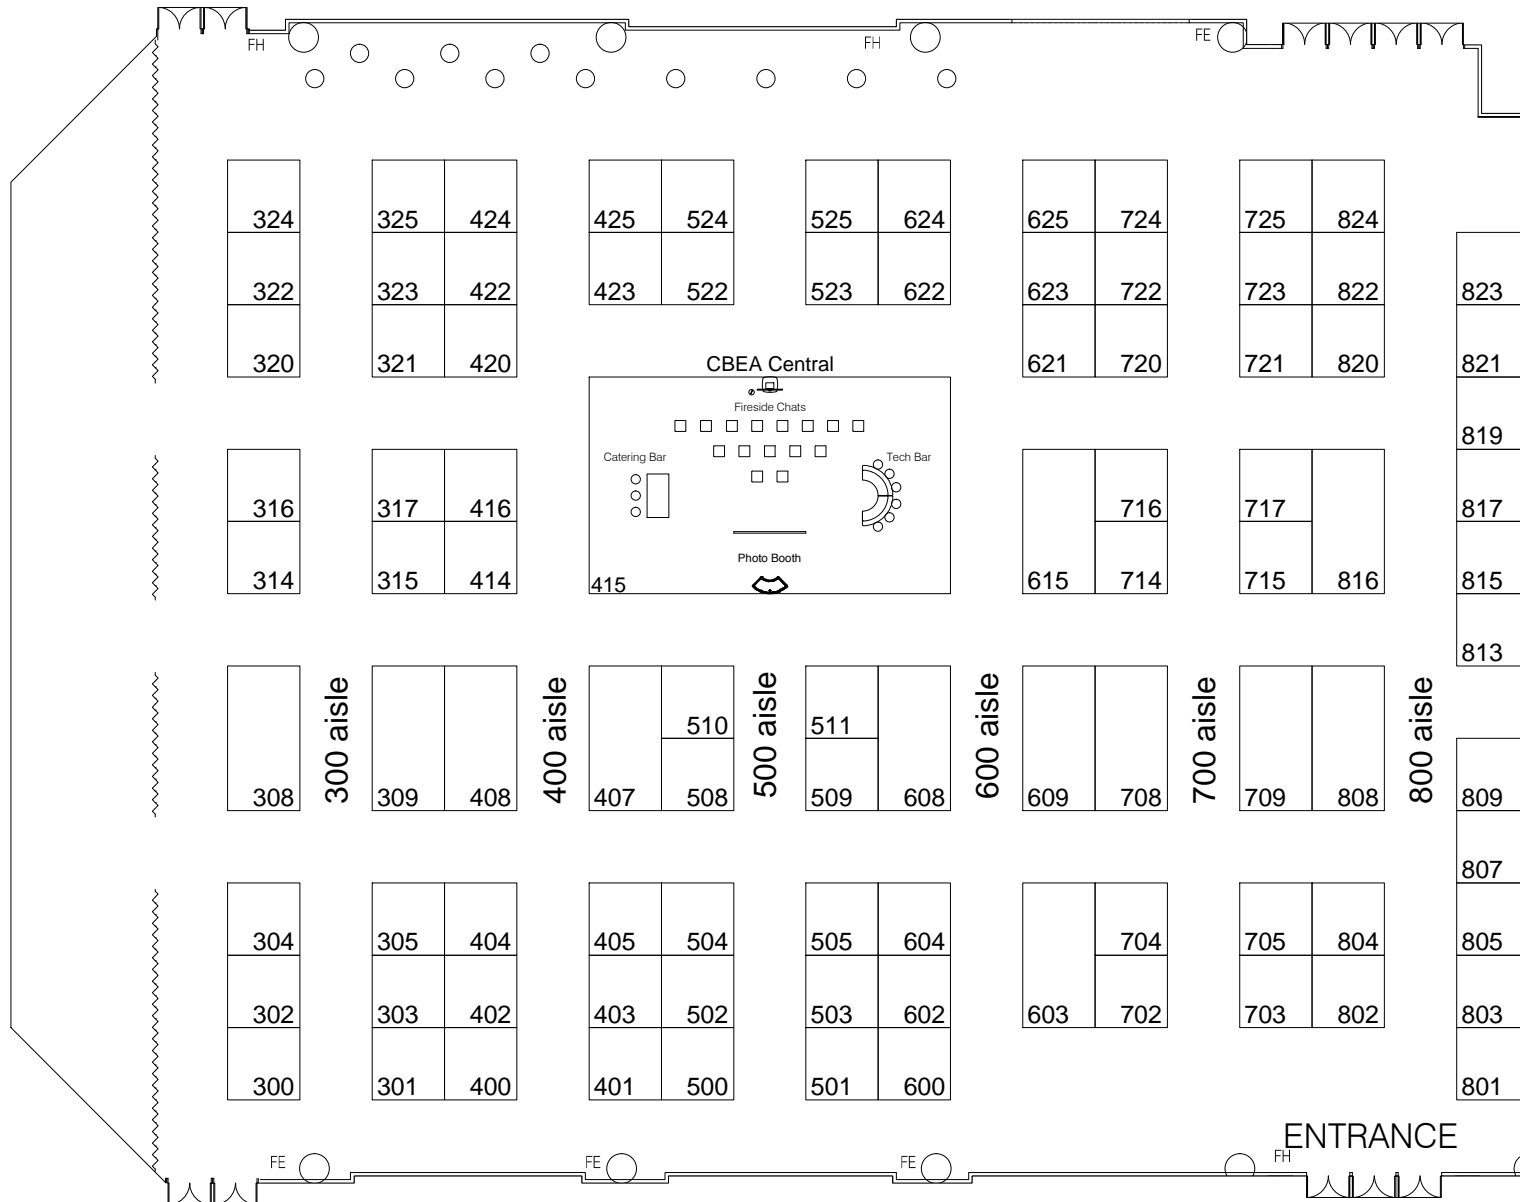 FH FH FE
324 325 424 425 524 525 624 625 724 725 824
322 323 422 423 522 523 622 623 722 723 822 823
320 321 420 621 720 721 820 821
CBEA Central
Fireside Chats
819
Catering Bar Tech Bar
316 317 416 716 717 817
Photo Booth
314 315 414 415 615 714 715 816 815
813
300 aisle
400 aisle
500 aisle
600 aisle
700 aisle
800 aisle
510 511
308 309 408 407 508 509 608 609 708 709 808 809
807
304 305 404 405 504 505 604 704 705 804 805
302 303 402 403 502 503 602 603 702 703 802 803
300 301 400 401 500 501 600 801
ENTRANCE
FE FE FE FH